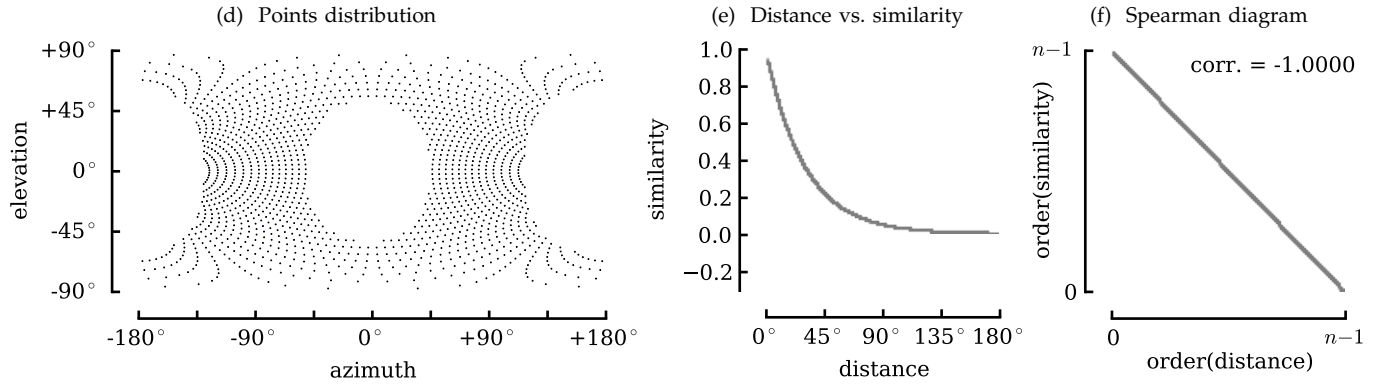 (d) Points distribution
+90°
+45°
0°
-45°
-90°
elevation
-180°
-90°
0°
+90°
+180°
azimuth
(e) Distance vs. similarity
1.0
0.8
0.6
0.4
0.2
0.0
−0.2
similarity
0°
45°
90°
135°
180°
distance
(f) Spearman diagram
n−1
0
order(similarity)
corr. = -1.0000
0
n−1
order(distance)